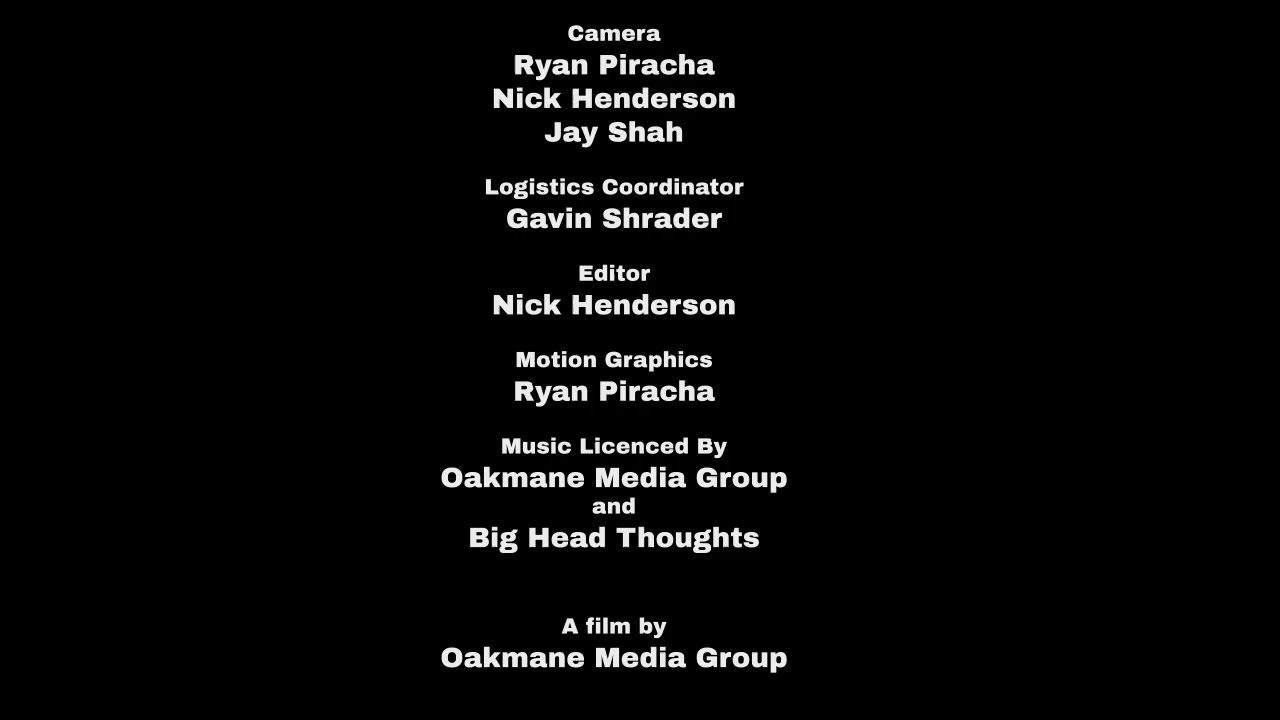 Camera
Ryan Piracha
Nick Henderson
Jay Shah
Logistics Coordinator
Gavin Shrader
Editor
Nick Henderson
Motion Graphics
Ryan Piracha
Music Licenced By
Oakmane Media Group
and
Big Head Thoughts
A film by
Oakmane Media Group